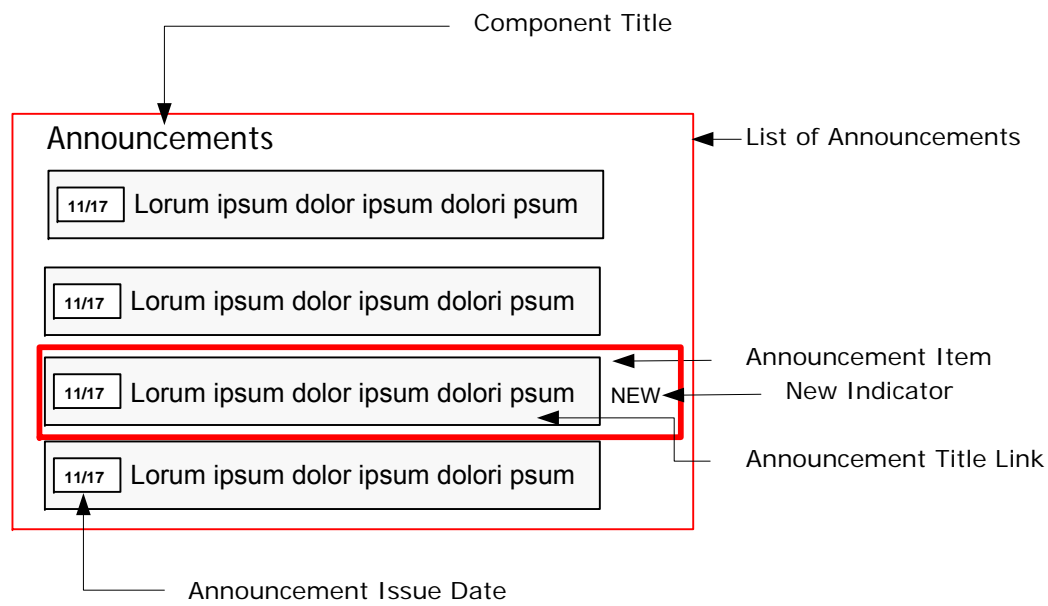 Component Title
Announcements
List of Announcements
11/17 Lorum ipsum dolor ipsum dolori psum
11/17 Lorum ipsum dolor ipsum dolori psum
Announcement Item
11/17 Lorum ipsum dolor ipsum dolori psum NEW
New Indicator
Announcement Title Link
11/17 Lorum ipsum dolor ipsum dolori psum
Announcement Issue Date